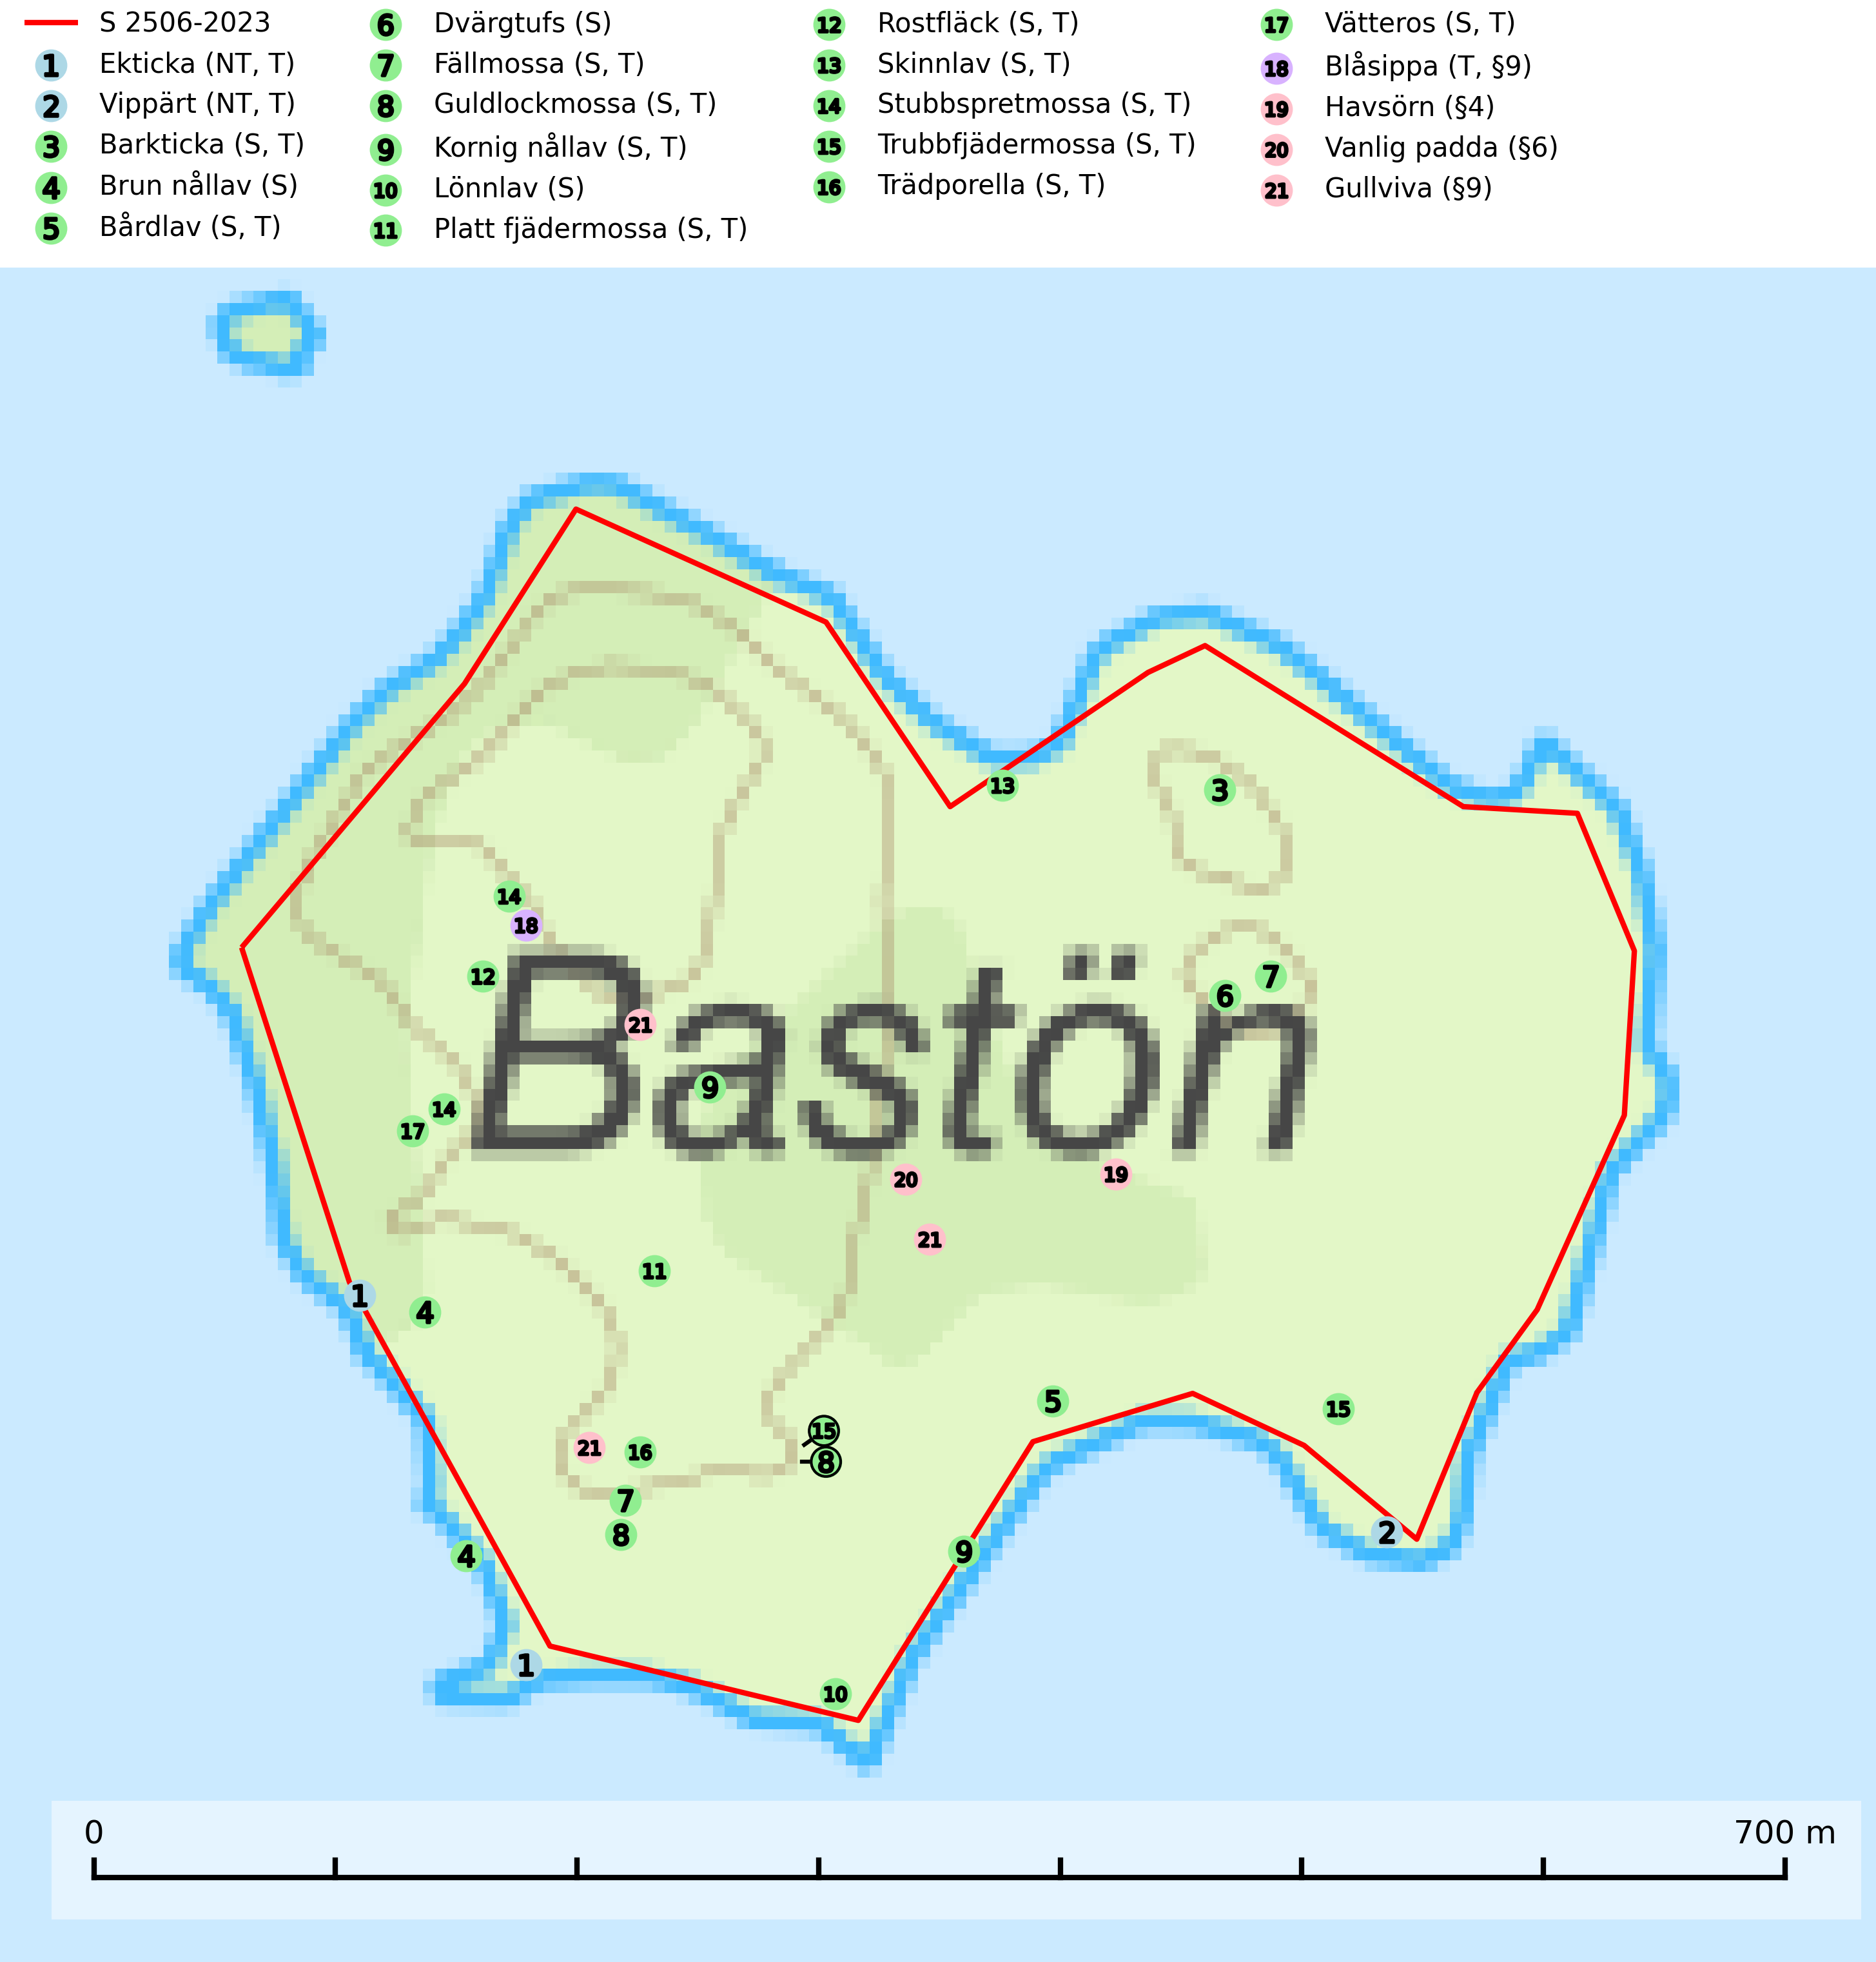 S 2506-2023
1 Ekticka (NT, T)
2 Vippärt (NT, T)
3 Barkticka (S, T)
4 Brun nållav (S)
5 Bårdlav (S, T)
6 Dvärgtufs (S)
7 Fällmossa (S, T)
8 Guldlockmossa (S, T)
9 Kornig nållav (S, T)
10 Lönnlav (S)
11 Platt fjädermossa (S, T)
12 Rostfläck (S, T)
13 Skinnlav (S, T)
14 Stubbspretmossa (S, T)
15 Trubbfjädermossa (S, T)
16 Trädporella (S, T)
17 Vätteros (S, T)
18 Blåsippa (T, §9)
19 Havsörn (§4)
20 Vanlig padda (§6)
21 Gullviva (§9)
13
3
14
18
12
7
6
21
Bastön
9
14
17
20
19
21
11
1
4
5
15
15
21
16
8
7
8
2
9
4
1
10
0 700 m